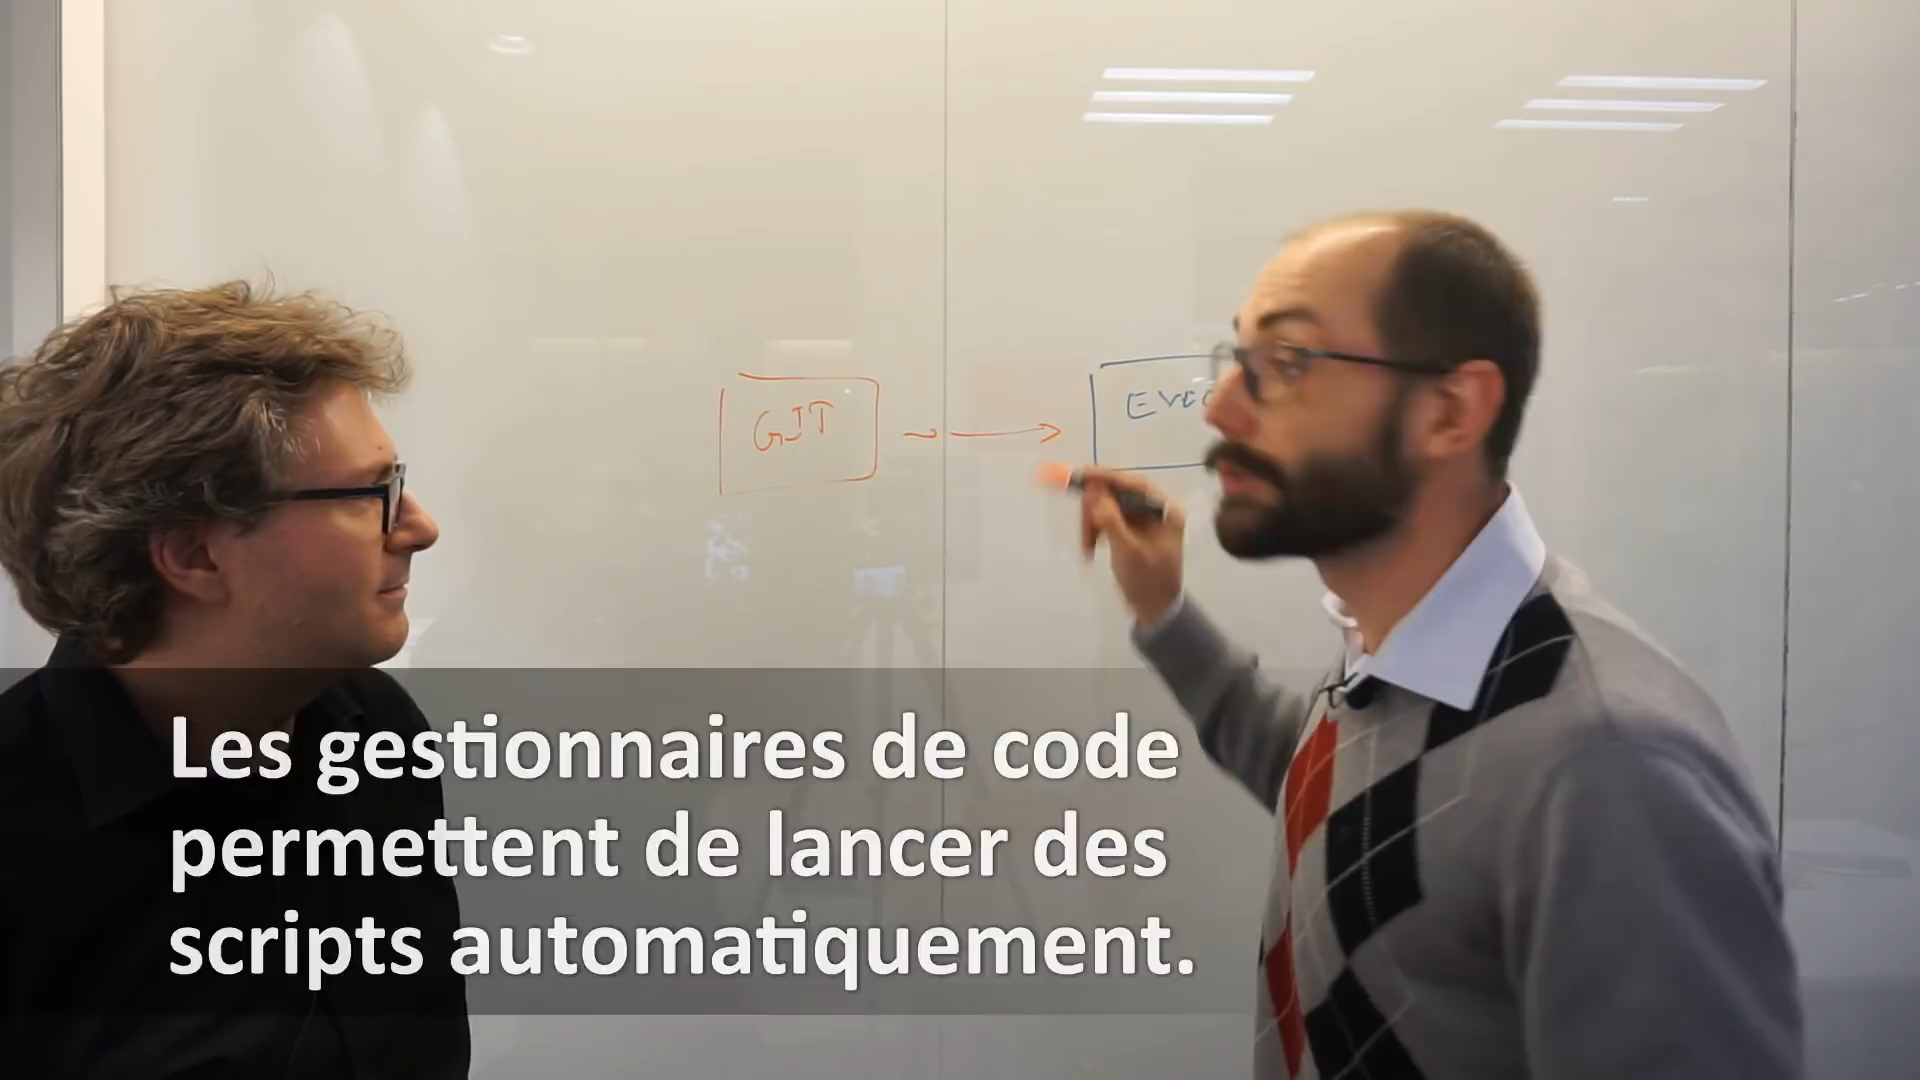 GIT
Les gestionnaires de code
permettent de lancer des
scripts automatiquement.